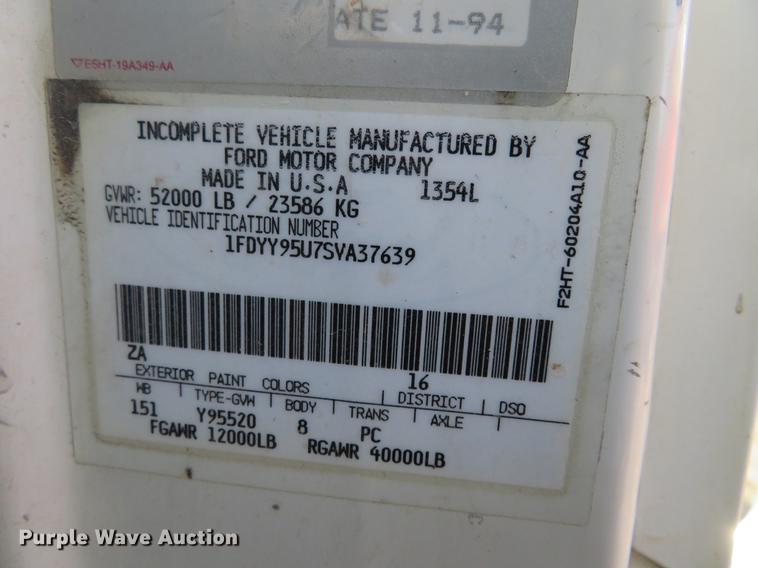 ATE 11-94
E5HT-19A349-AA
INCOMPLETE VEHICLE MANUFACTURED BY
FORD MOTOR COMPANY
MADE IN U.S.A 1354L
GVWR: 52000 LB / 23586 KG
VEHICLE IDENTIFICATION NUMBER
1FDYY95U7SVA37639
F2HT-60204A10-AA
ZA 16
EXTERIOR PAINT COLORS DISTRICT DSO
WB TYPE-GVW BODY TRANS AXLE
151 Y95520 8 PC
FGAWR 12000LB RGAWR 40000LB
Purple Wave Auction